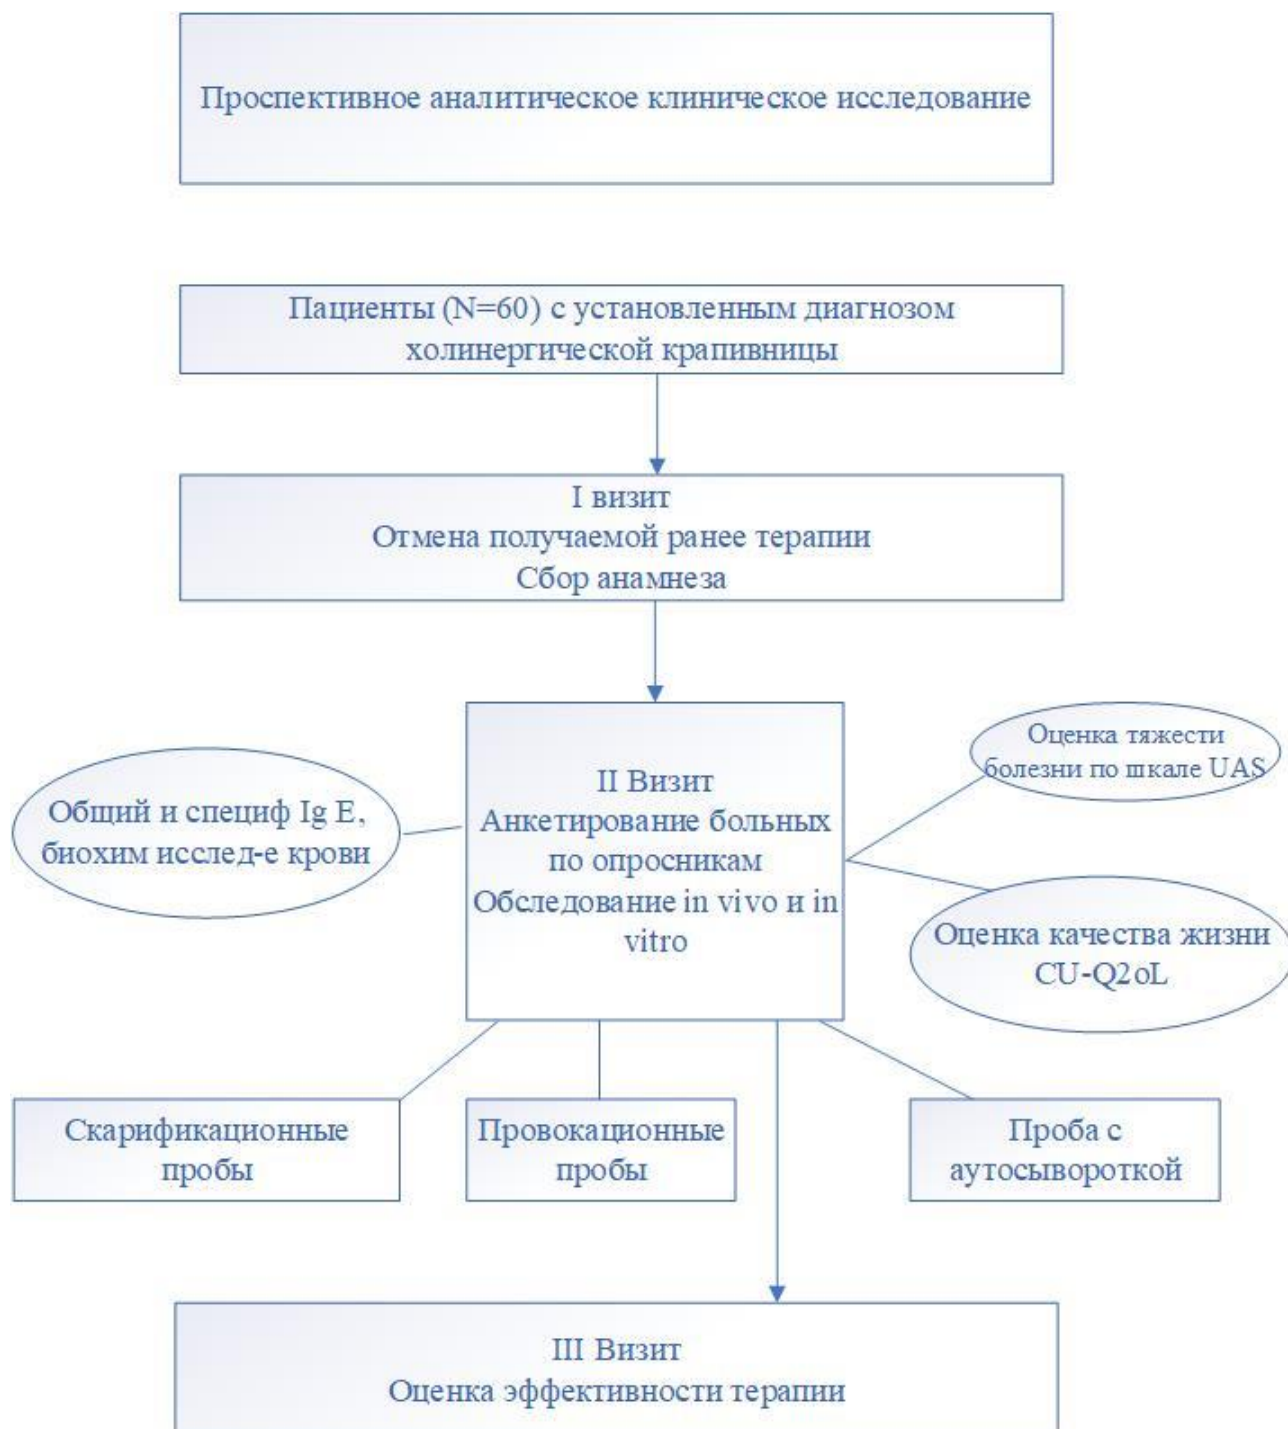 Проспективное аналитическое клиническое исследование
Пациенты (N=60) с установленным диагнозом
холинергической крапивницы
I визит
Отмена получаемой ранее терапии
Сбор анамнеза
Общий и специф Ig E,
биохим исслед-е крови
II Визит
Анкетирование больных
по опросникам
Обследование in vivo и in
vitro
Оценка тяжести
болезни по шкале UAS
Оценка качества жизни
CU-Q2oL
Скарификационные
пробы
Провокационные
пробы
Проба с
аутосывороткой
III Визит
Оценка эффективности терапии